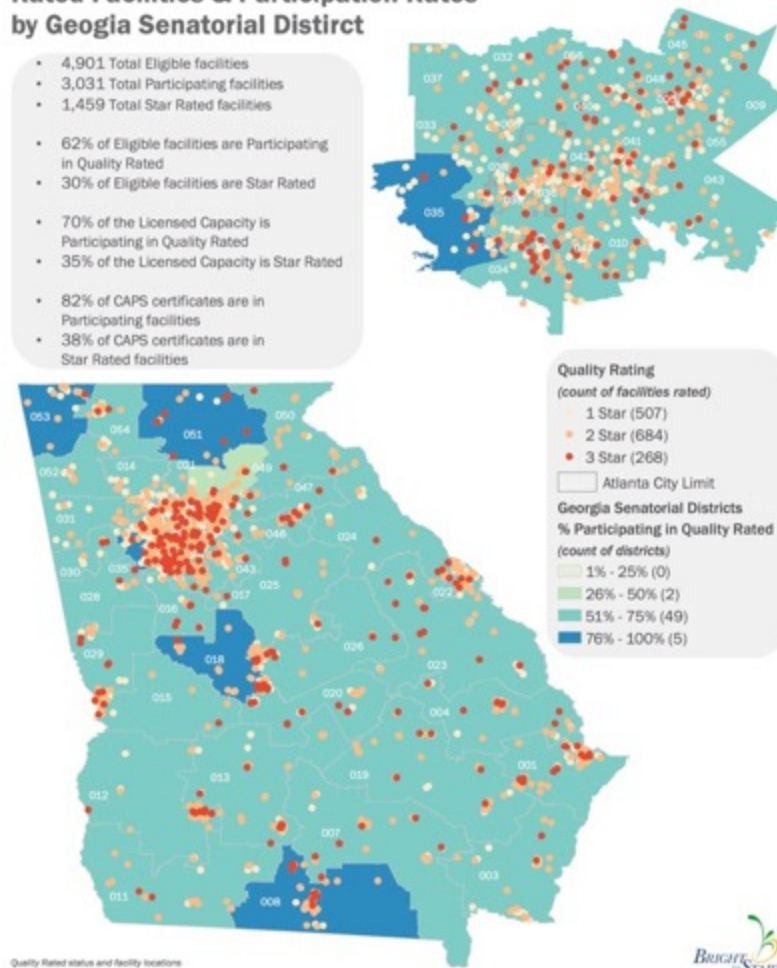 by Geogia Senatorial Distirct
• 4,901 Total Eligible facilities
• 3,031 Total Participating facilities
• 1,459 Total Star Rated facilities
• 62% of Eligible facilities are Participating
in Quality Rated
• 30% of Eligible facilities are Star Rated
• 70% of the Licensed Capacity is
Participating in Quality Rated
• 35% of the Licensed Capacity is Star Rated
• 82% of CAPS certificates are in
Participating facilities
• 38% of CAPS certificates are in
Star Rated facilities
032
045
037
048
009
033
041
055
043
035
010
034
Quality Rating
(count of facilities rated)
1 Star (507)
2 Star (684)
3 Star (268)
Atlanta City Limit
Georgia Senatorial Districts
% Participating in Quality Rated
(count of districts)
1% - 25% (0)
26% - 50% (2)
51% - 75% (49)
76% - 100% (5)
053
050
054
051
052
014
049
047
031
046
024
030
035
043
028
025
017
022
016
029
018
026
023
015
020
004
001
013
019
012
007
003
011
008
Quality Rated status and facility locations
BRIGHT